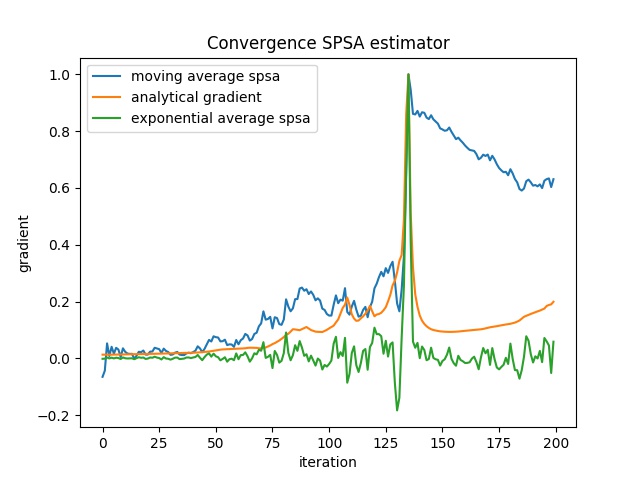 Convergence SPSA estimator
moving average spsa
analytical gradient
exponential average spsa
1.0
0.8
0.6
0.4
0.2
0.0
−0.2
gradient
0 25 50 75 100 125 150 175 200
iteration